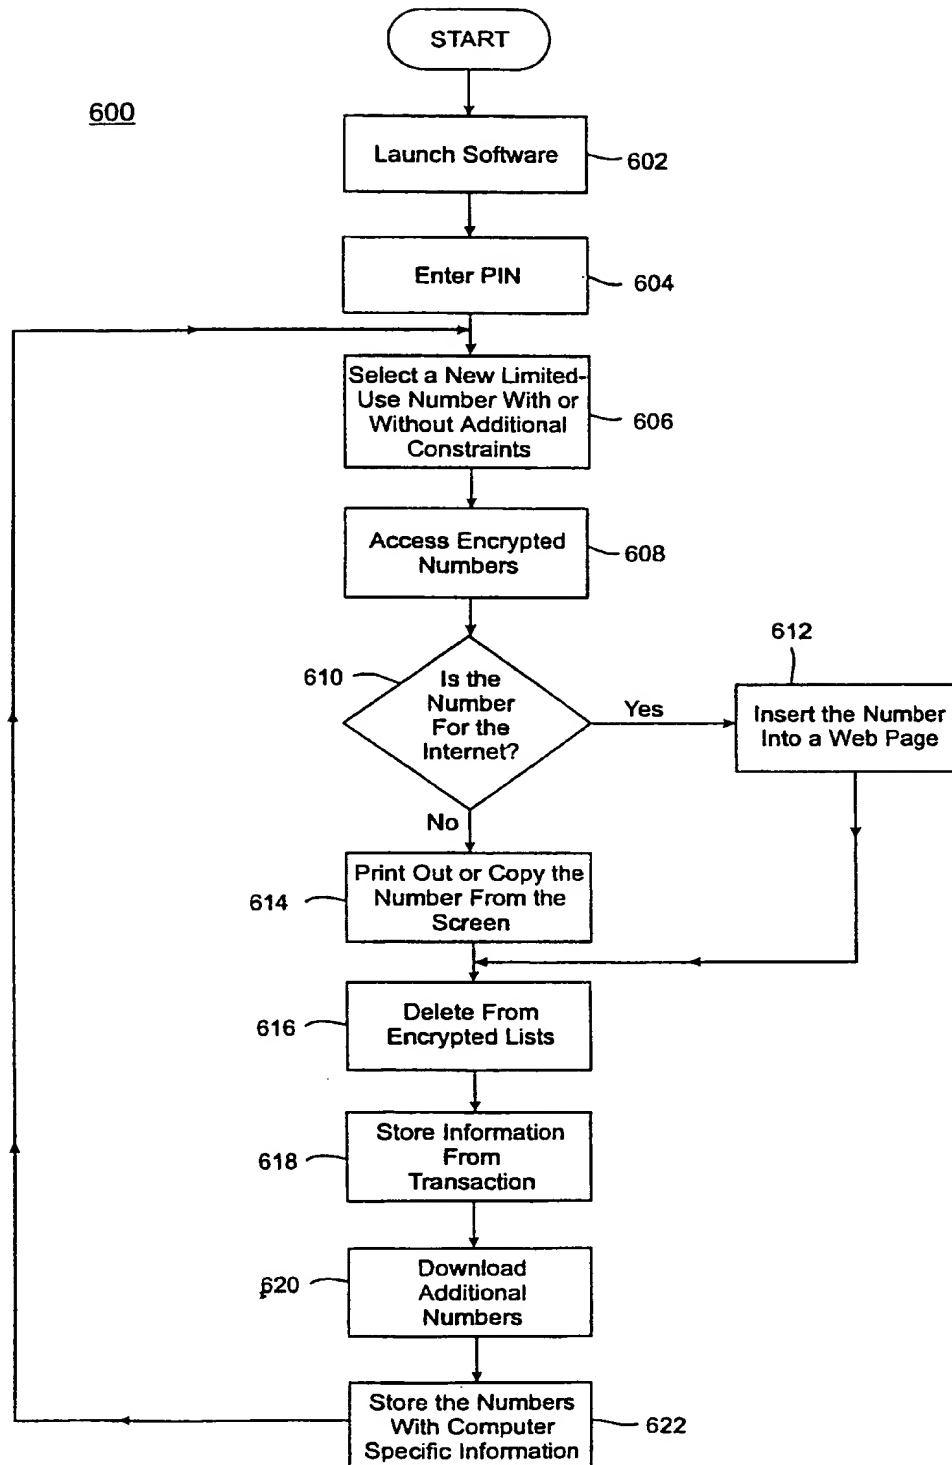 START
600
Launch Software
602
Enter PIN
604
Select a New Limited-
Use Number With or
Without Additional
Constraints
606
Access Encrypted
Numbers
608
612
610
Is the
Number
For the
Internet?
Yes
Insert the Number
Into a Web Page
No
Print Out or Copy the
Number From the
Screen
614
Delete From
Encrypted Lists
616
Store Information
From
Transaction
618
Download
Additional
Numbers
620
Store the Numbers
With Computer
Specific Information
622